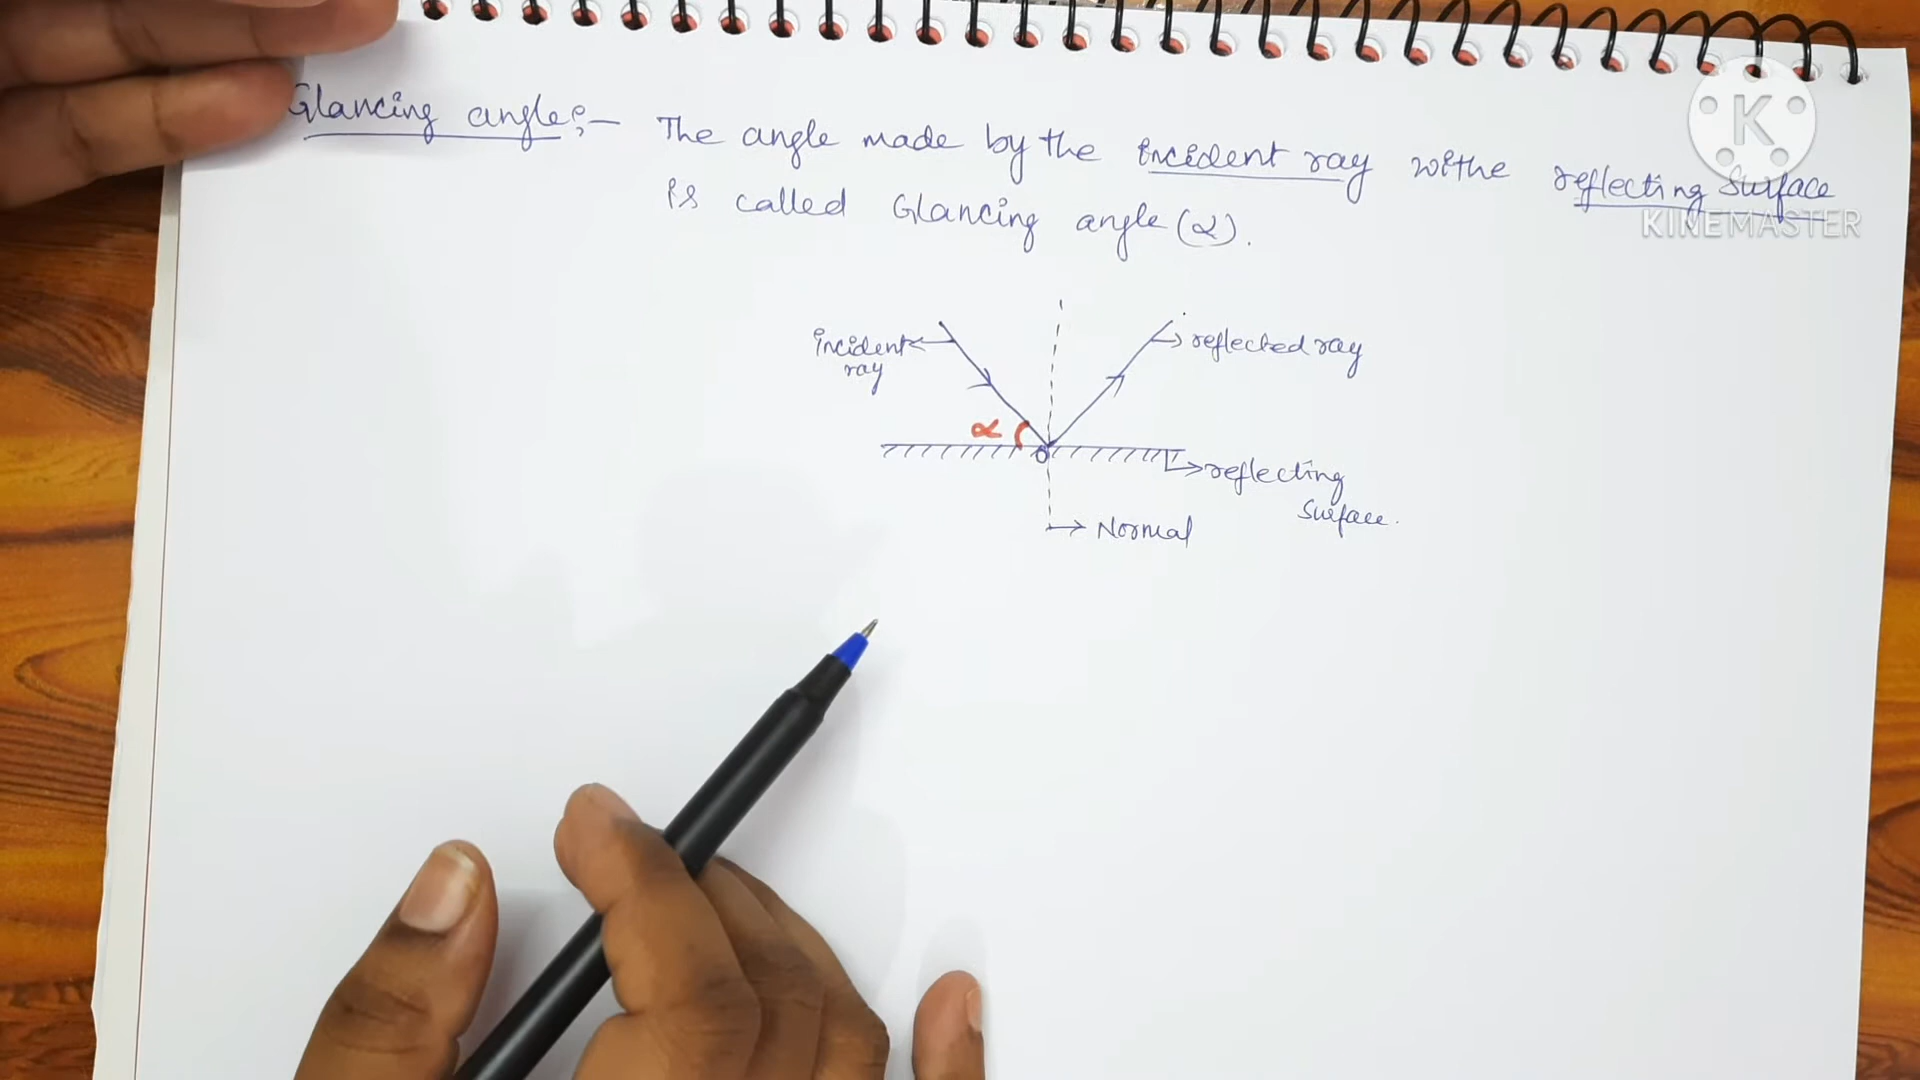 Glancing angle :- The angle made by the incident ray withe reflecting surface
is called Glancing angle (α).
incident
ray
reflected ray
α
O
reflecting
surface.
Normal
K
KINEMASTER